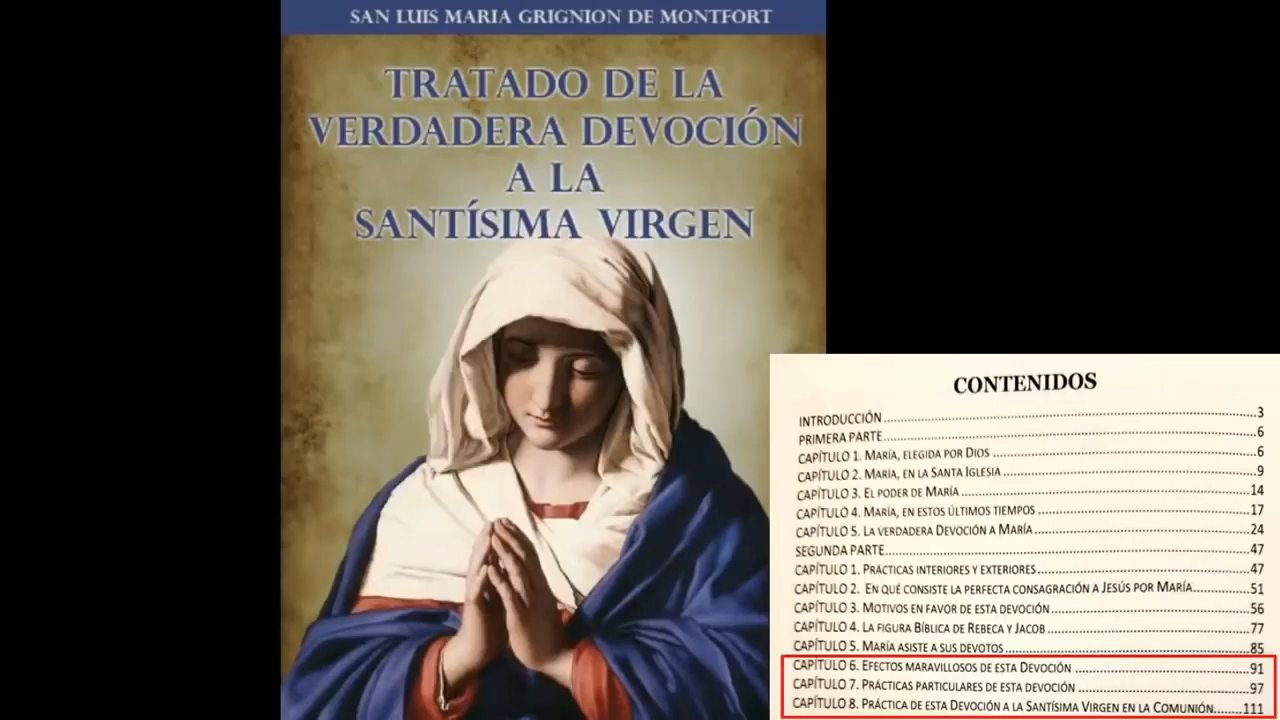 SAN LUIS MARIA GRIGNION DE MONTFORT
TRATADO DE LA
VERDADERA DEVOCIÓN
A LA
SANTÍSIMA VIRGEN
CONTENIDOS
INTRODUCCIÓN ........ 3
PRIMERA PARTE ........ 6
CAPÍTULO 1. MARÍA, ELEGIDA POR DIOS ........ 6
CAPÍTULO 2. MARÍA, EN LA SANTA IGLESIA ........ 9
CAPÍTULO 3. EL PODER DE MARÍA ........ 14
CAPÍTULO 4. MARÍA, EN ESTOS ÚLTIMOS TIEMPOS ........ 17
CAPÍTULO 5. LA VERDADERA DEVOCIÓN A MARÍA ........ 24
SEGUNDA PARTE ........ 47
CAPÍTULO 1. PRÁCTICAS INTERIORES Y EXTERIORES ........ 47
CAPÍTULO 2. EN QUÉ CONSISTE LA PERFECTA CONSAGRACIÓN A JESÚS POR MARÍA ........ 51
CAPÍTULO 3. MOTIVOS EN FAVOR DE ESTA DEVOCIÓN ........ 56
CAPÍTULO 4. LA FIGURA BÍBLICA DE REBECA Y JACOB ........ 77
CAPÍTULO 5. MARÍA ASISTE A SUS DEVOTOS ........ 85
CAPÍTULO 6. EFECTOS MARAVILLOSOS DE ESTA DEVOCIÓN ........ 91
CAPÍTULO 7. PRÁCTICAS PARTICULARES DE ESTA DEVOCIÓN ........ 97
CAPÍTULO 8. PRÁCTICA DE ESTA DEVOCIÓN A LA SANTÍSIMA VIRGEN EN LA COMUNIÓN ........ 111